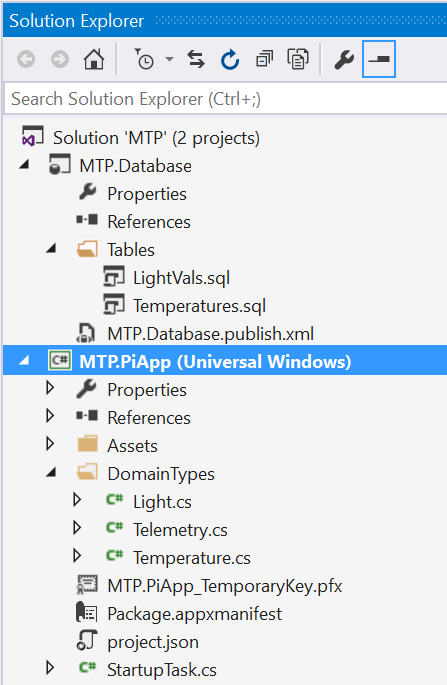 Solution Explorer
Search Solution Explorer (Ctrl+;)
Solution 'MTP' (2 projects)
MTP.Database
Properties
References
Tables
LightVals.sql
Temperatures.sql
MTP.Database.publish.xml
C# MTP.PiApp (Universal Windows)
Properties
References
Assets
DomainTypes
C# Light.cs
C# Telemetry.cs
C# Temperature.cs
MTP.PiApp_TemporaryKey.pfx
Package.appxmanifest
project.json
C# StartupTask.cs